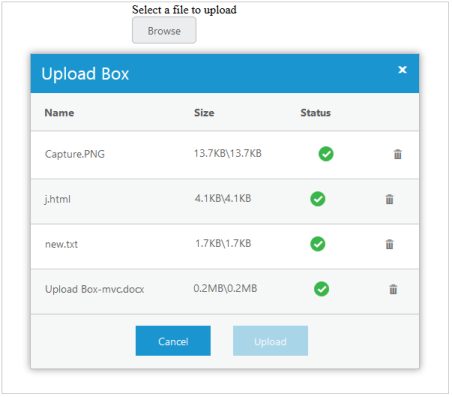 Select a file to upload
Browse
Upload Box
Name Size Status
Capture.PNG 13.7KB\13.7KB
j.html 4.1KB\4.1KB
new.txt 1.7KB\1.7KB
Upload Box-mvc.docx 0.2MB\0.2MB
Cancel Upload